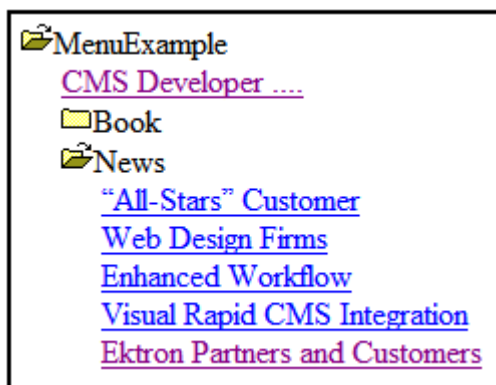 MenuExample
CMS Developer ....
Book
News
“All-Stars” Customer
Web Design Firms
Enhanced Workflow
Visual Rapid CMS Integration
Ektron Partners and Customers